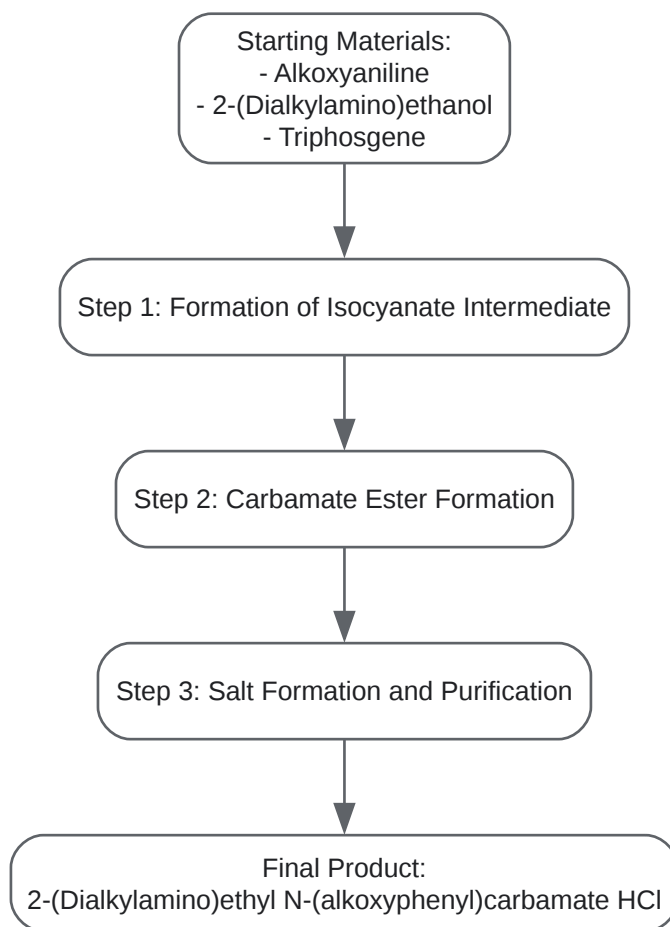 Starting Materials:
- Alkoxyaniline
- 2-(Dialkylamino)ethanol
- Triphosgene
Step 1: Formation of Isocyanate Intermediate
Step 2: Carbamate Ester Formation
Step 3: Salt Formation and Purification
Final Product:
2-(Dialkylamino)ethyl N-(alkoxyphenyl)carbamate HCl